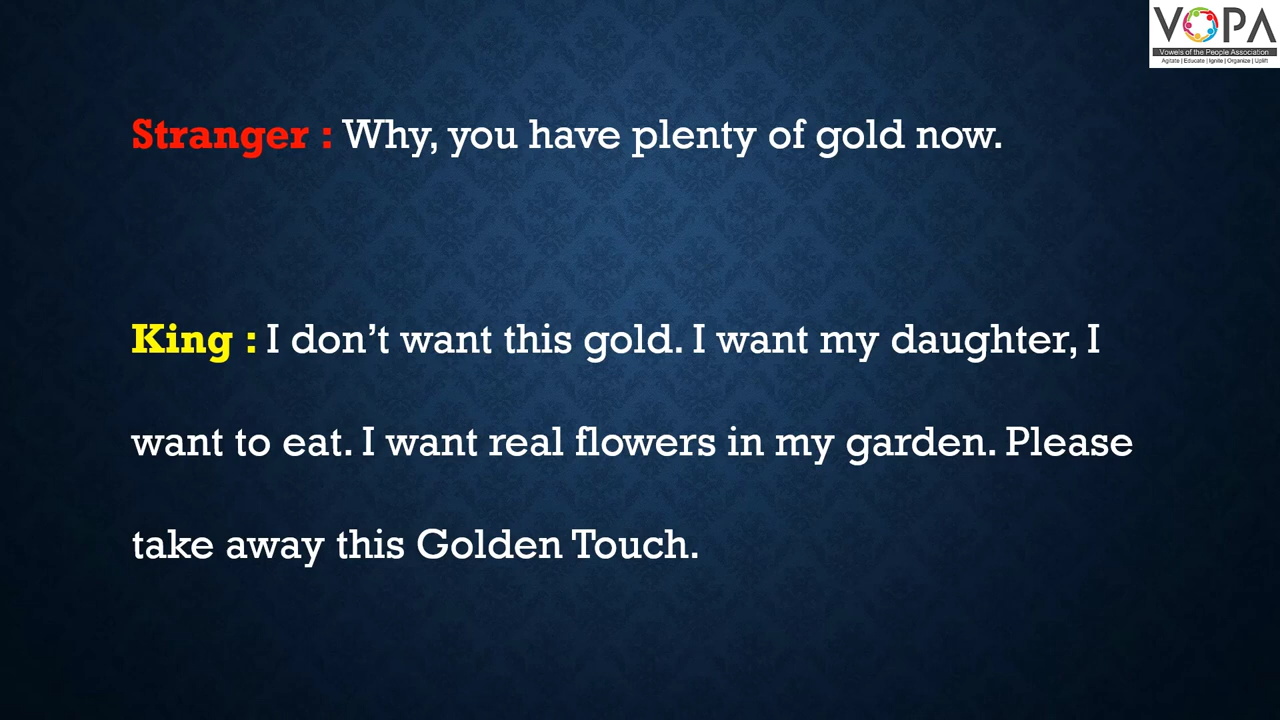 VOPA
Vowels of the People Association
Agitate | Educate | Ignite | Organize | Uplift
Stranger : Why, you have plenty of gold now.
King : I don’t want this gold. I want my daughter, I
want to eat. I want real flowers in my garden. Please
take away this Golden Touch.